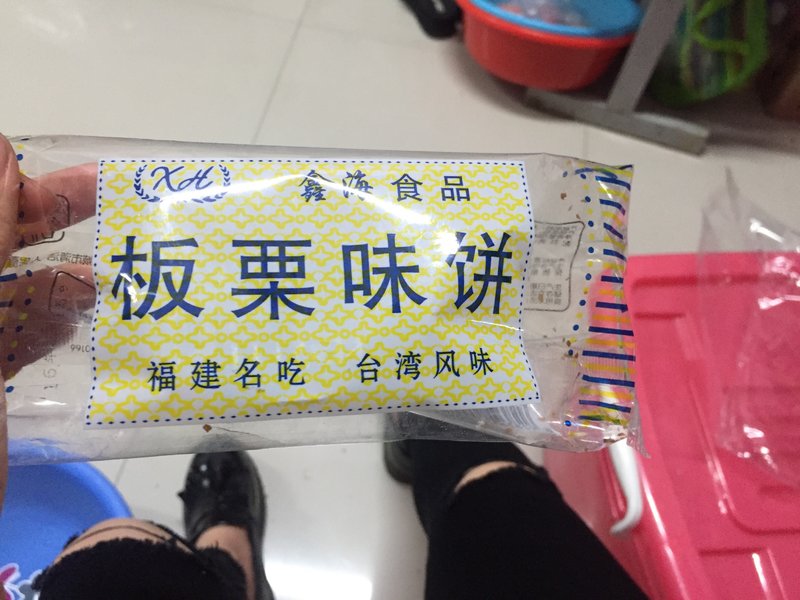 XH 鑫海食品
板栗味饼
福建名吃 台湾风味